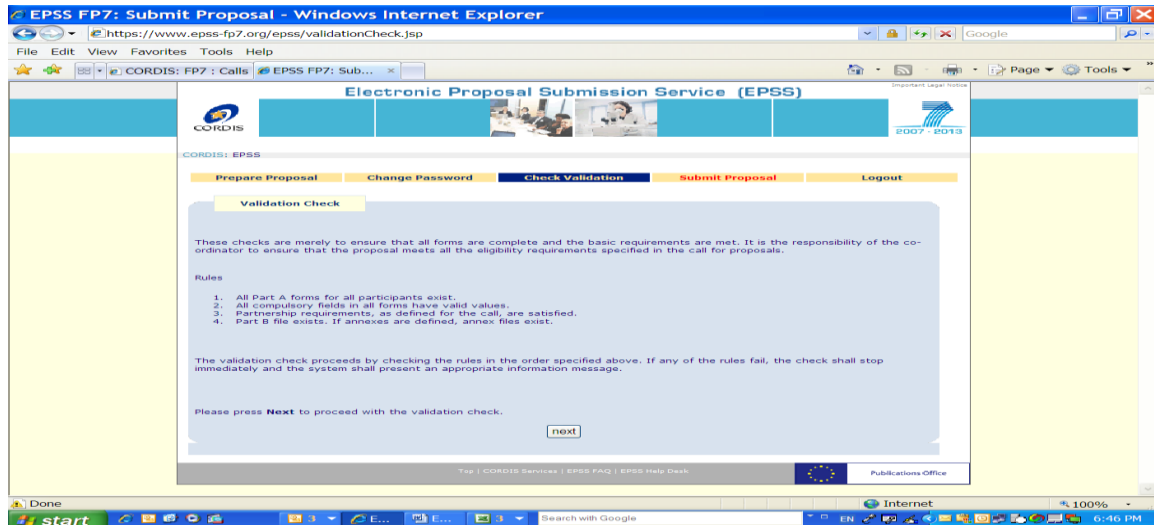 EPSS FP7: Submit Proposal - Windows Internet Explorer
https://www.epss-fp7.org/epss/validationCheck.jsp
Google
File Edit View Favorites Tools Help
CORDIS: FP7 : Calls
EPSS FP7: Sub...
Page
Tools
Electronic Proposal Submission Service (EPSS)
Important Legal Notice
CORDIS
2007 - 2013
CORDIS: EPSS
Prepare Proposal
Change Password
Check Validation
Submit Proposal
Logout
Validation Check
These checks are merely to ensure that all forms are complete and the basic requirements are met. It is the responsibility of the co-
ordinator to ensure that the proposal meets all the eligibility requirements specified in the call for proposals.
Rules
1. All Part A forms for all participants exist.
2. All compulsory fields in all forms have valid values.
3. Partnership requirements, as defined for the call, are satisfied.
4. Part B file exists. If annexes are defined, annex files exist.
The validation check proceeds by checking the rules in the order specified above. If any of the rules fail, the check shall stop
immediately and the system shall present an appropriate information message.
Please press Next to proceed with the validation check.
next
Top | CORDIS Services | EPSS FAQ | EPSS Help Desk
Publications Office
Done
Internet
100%
start
3
E...
E...
3
Search with Google
EN
6:46 PM